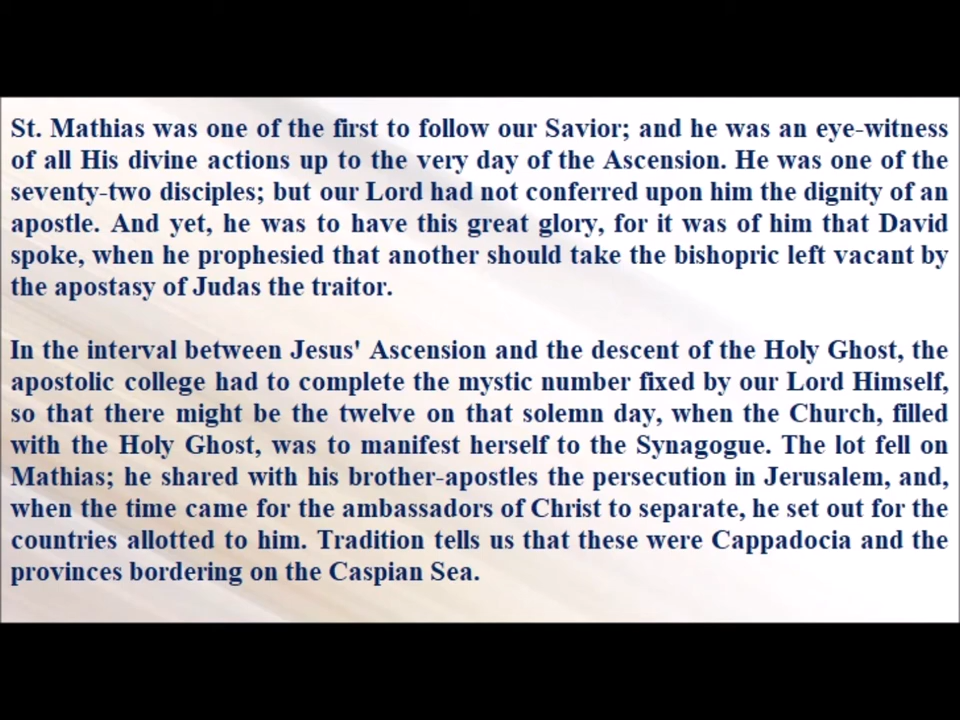 St. Mathias was one of the first to follow our Savior; and he was an eye-witness
of all His divine actions up to the very day of the Ascension. He was one of the
seventy-two disciples; but our Lord had not conferred upon him the dignity of an
apostle. And yet, he was to have this great glory, for it was of him that David
spoke, when he prophesied that another should take the bishopric left vacant by
the apostasy of Judas the traitor.
In the interval between Jesus' Ascension and the descent of the Holy Ghost, the
apostolic college had to complete the mystic number fixed by our Lord Himself,
so that there might be the twelve on that solemn day, when the Church, filled
with the Holy Ghost, was to manifest herself to the Synagogue. The lot fell on
Mathias; he shared with his brother-apostles the persecution in Jerusalem, and,
when the time came for the ambassadors of Christ to separate, he set out for the
countries allotted to him. Tradition tells us that these were Cappadocia and the
provinces bordering on the Caspian Sea.